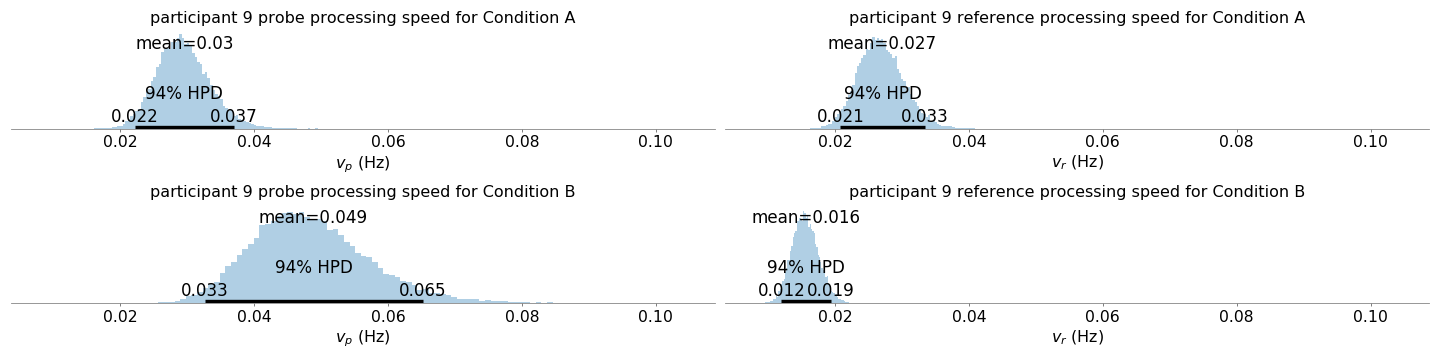 participant 9 probe processing speed for Condition A
mean=0.03
94% HPD
0.022 0.037
0.02 0.04 0.06 0.08 0.10
v_p (Hz)
participant 9 reference processing speed for Condition A
mean=0.027
94% HPD
0.021 0.033
0.02 0.04 0.06 0.08 0.10
v_r (Hz)
participant 9 probe processing speed for Condition B
mean=0.049
94% HPD
0.033 0.065
0.02 0.04 0.06 0.08 0.10
v_p (Hz)
participant 9 reference processing speed for Condition B
mean=0.016
94% HPD
0.012 0.019
0.02 0.04 0.06 0.08 0.10
v_r (Hz)